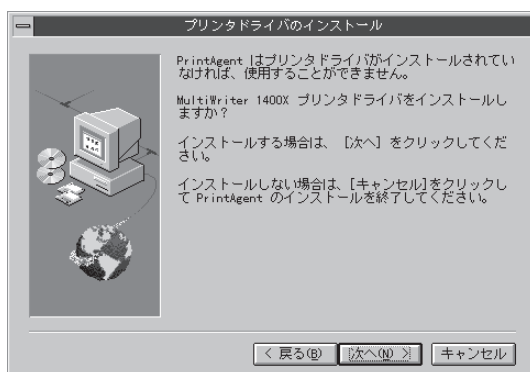 プリンタドライバのインストール
PrintAgent はプリンタドライバがインストールされてい
なければ、使用することができません。
MultiWriter 1400X プリンタドライバをインストールし
ますか？
インストールする場合は、［次へ］をクリックしてくだ
さい。
インストールしない場合は、[キャンセル]をクリックし
て PrintAgent のインストールを終了してください。
< 戻る(B)
次へ(N) >
キャンセル